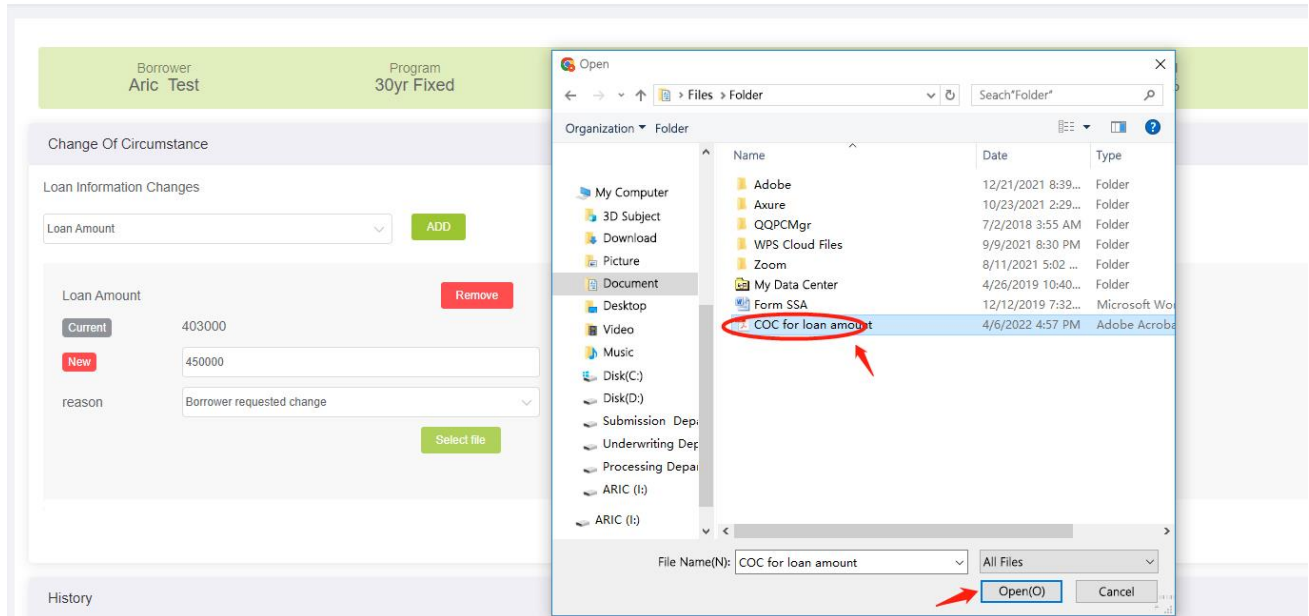 Borrower
Aric Test
Program
30yr Fixed
Change Of Circumstance
Loan Information Changes
Loan Amount
ADD
Loan Amount
Remove
Current
403000
New
450000
reason
Borrower requested change
Select file
History
Open
Files > Folder
Seach"Folder"
Organization Folder
Name Date Type
My Computer
3D Subject
Download
Picture
Document
Desktop
Video
Music
Disk(C:)
Disk(D:)
Submission Depa
Underwriting Dep
Processing Depar
ARIC (I:)
ARIC (I:)
Adobe 12/21/2021 8:39... Folder
Axure 10/23/2021 2:29... Folder
QQPCMgr 7/2/2018 3:55 AM Folder
WPS Cloud Files 9/9/2021 8:30 PM Folder
Zoom 8/11/2021 5:02 ... Folder
My Data Center 4/26/2019 10:40... Folder
Form SSA 12/12/2019 7:32... Microsoft Wo
COC for loan amount 4/6/2022 4:57 PM Adobe Acroba
File Name(N): COC for loan amount
All Files
Open(O)
Cancel